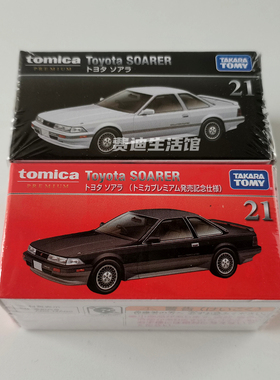 tomica
PREMIUM
Toyota SOARER
トヨタ ソアラ
TAKARA
TOMY
21
费迪生活馆
tomica
PREMIUM
Toyota SOARER
トヨタ ソアラ (トミカプレミアム発売記念仕様)
TAKARA
TOMY
21